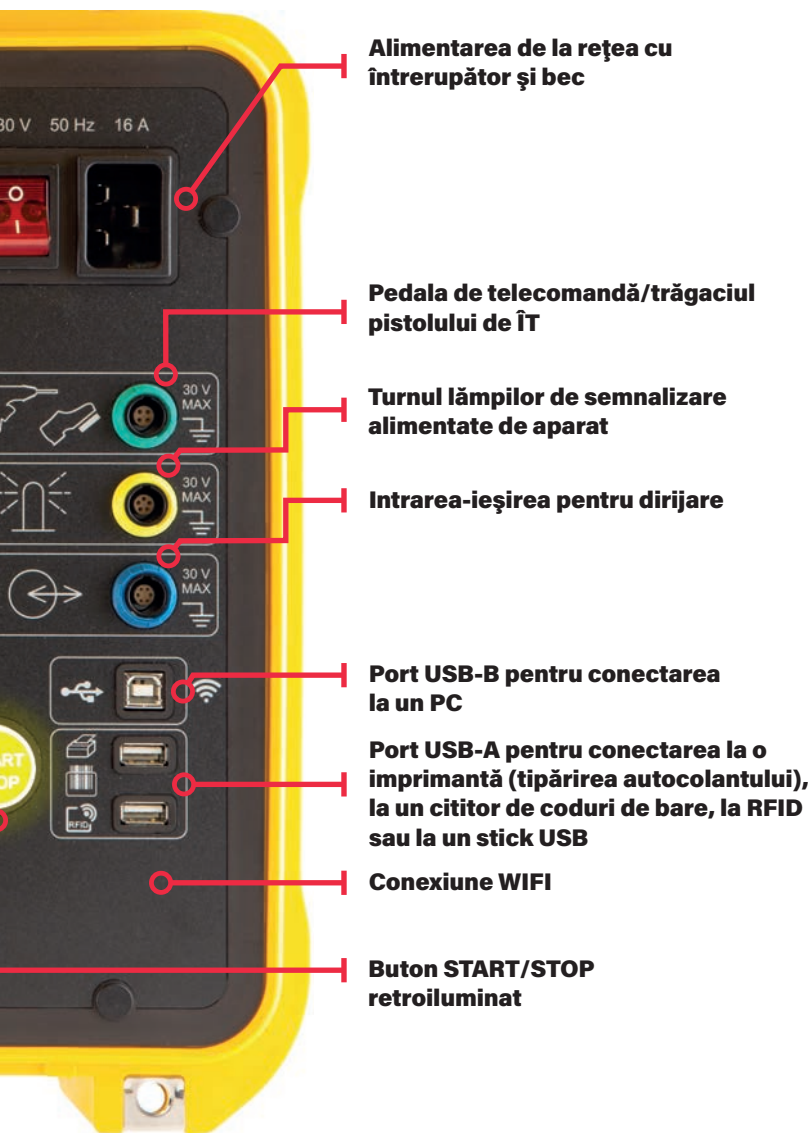 Alimentarea de la reţea cu
întrerupător şi bec
30 V 50 Hz 16 A
O
I
Pedala de telecomandă/trăgaciul
pistolului de ÎT
30 V
MAX
Turnul lămpilor de semnalizare
alimentate de aparat
30 V
MAX
Intrarea-ieşirea pentru dirijare
30 V
MAX
Port USB-B pentru conectarea
la un PC
Port USB-A pentru conectarea la o
imprimantă (tipărirea autocolantului),
la un cititor de coduri de bare, la RFID
sau la un stick USB
ART
OP
RFID
Conexiune WIFI
Buton START/STOP
retroiluminat